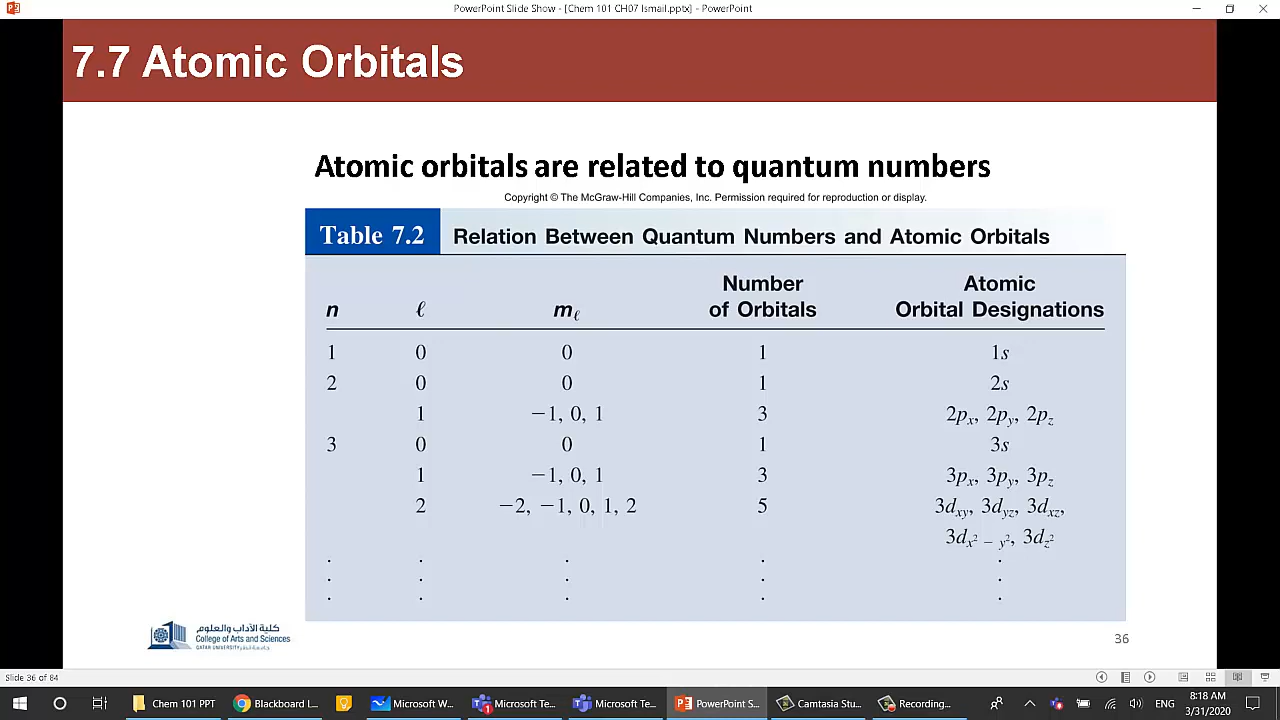 PowerPoint Slide Show - [Chem 101 CH07 Ismail.pptx] - PowerPoint
7.7 Atomic Orbitals
Atomic orbitals are related to quantum numbers
Copyright © The McGraw-Hill Companies, Inc. Permission required for reproduction or display.
Table 7.2 Relation Between Quantum Numbers and Atomic Orbitals
Number Atomic
n ℓ mℓ of Orbitals Orbital Designations
1 0 0 1 1s
2 0 0 1 2s
1 −1, 0, 1 3 2px, 2py, 2pz
3 0 0 1 3s
1 −1, 0, 1 3 3px, 3py, 3pz
2 −2, −1, 0, 1, 2 5 3dxy, 3dyz, 3dxz,
3dx² − y², 3dz²
. . . . .
. . . . .
. . . . .
كلية الآداب والعلوم
College of Arts and Sciences
QATAR UNIVERSITY جامعة قطر
36
Slide 36 of 84
Chem 101 PPT Blackboard L... Microsoft W... Microsoft Te... Microsoft Te... PowerPoint S... Camtasia Stu... Recording... ENG 8:18 AM
3/31/2020